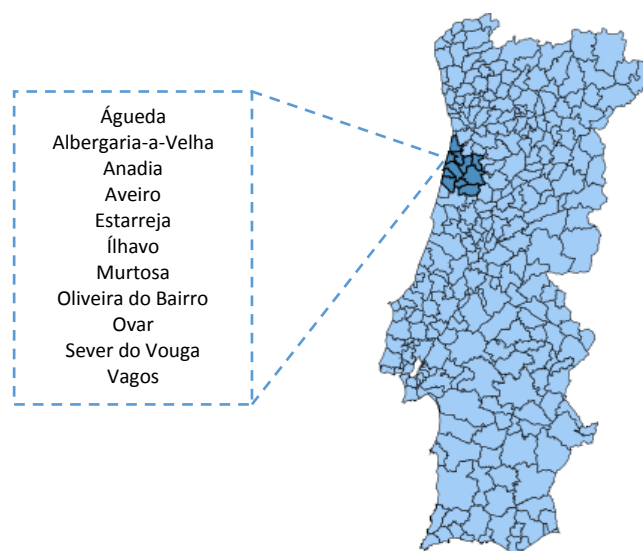 Águeda
Albergaria-a-Velha
Anadia
Aveiro
Estarreja
Ílhavo
Murtosa
Oliveira do Bairro
Ovar
Sever do Vouga
Vagos